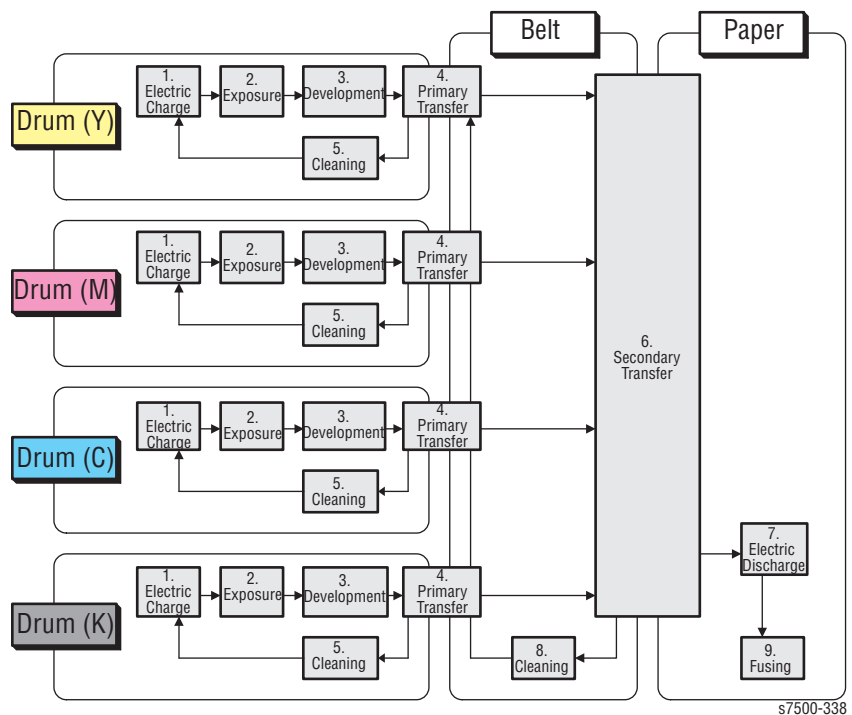 Belt
Paper
Drum (Y)
1.
Electric
Charge
2.
Exposure
3.
Development
4.
Primary
Transfer
5.
Cleaning
Drum (M)
1.
Electric
Charge
2.
Exposure
3.
Development
4.
Primary
Transfer
5.
Cleaning
Drum (C)
1.
Electric
Charge
2.
Exposure
3.
Development
4.
Primary
Transfer
5.
Cleaning
Drum (K)
1.
Electric
Charge
2.
Exposure
3.
Development
4.
Primary
Transfer
5.
Cleaning
6.
Secondary
Transfer
7.
Electric
Discharge
8.
Cleaning
9.
Fusing
s7500-338